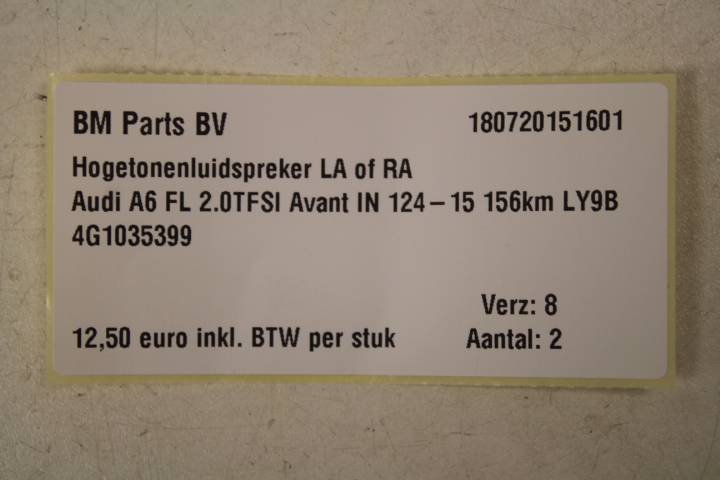 BM Parts BV 180720151601
Hogetonenluidspreker LA of RA
Audi A6 FL 2.0TFSI Avant IN 124–15 156km LY9B
4G1035399
Verz: 8
12,50 euro inkl. BTW per stuk Aantal: 2